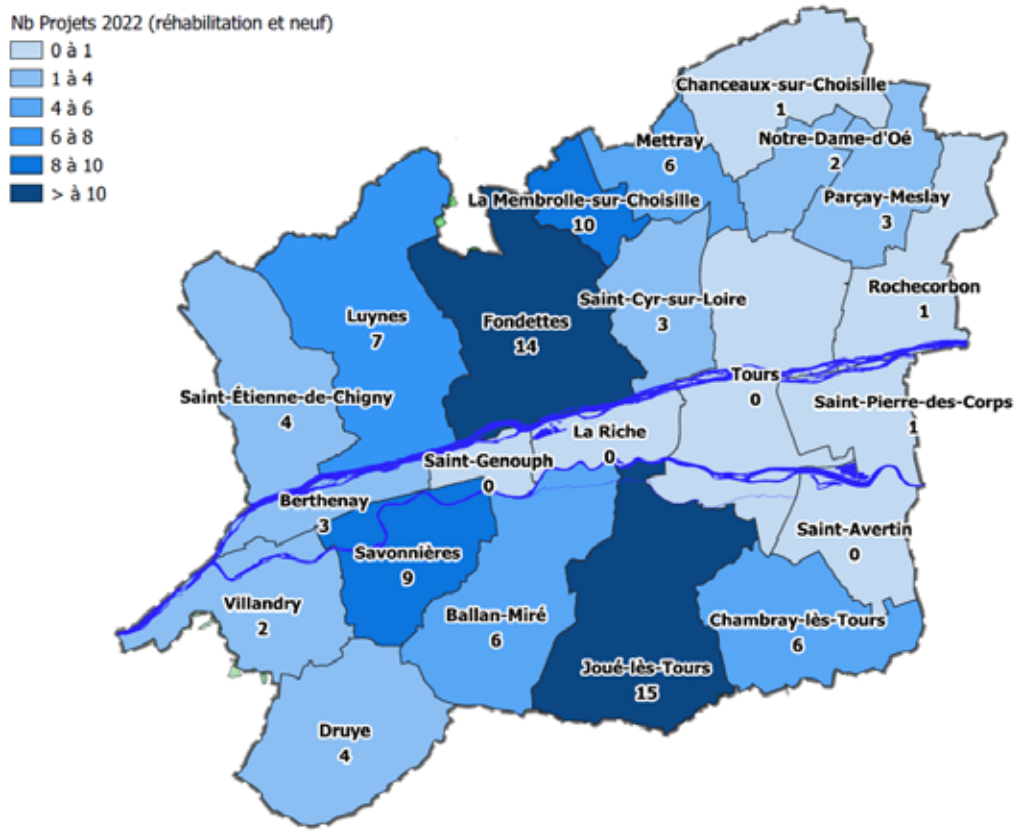 Nb Projets 2022 (réhabilitation et neuf)
0 à 1
1 à 4
4 à 6
6 à 8
8 à 10
> à 10
Chanceaux-sur-Choisille
1
Mettray
6
Notre-Dame-d'Oé
2
La Membrolle-sur-Choisille
10
Parçay-Meslay
3
Rochecorbon
1
Saint-Cyr-sur-Loire
3
Luynes
7
Fondettes
14
Tours
0
Saint-Étienne-de-Chigny
4
Saint-Pierre-des-Corps
1
La Riche
0
Saint-Genouph
0
Berthenay
3
Saint-Avertin
0
Savonnières
9
Villandry
2
Ballan-Miré
6
Chambray-lès-Tours
6
Joué-lès-Tours
15
Druye
4